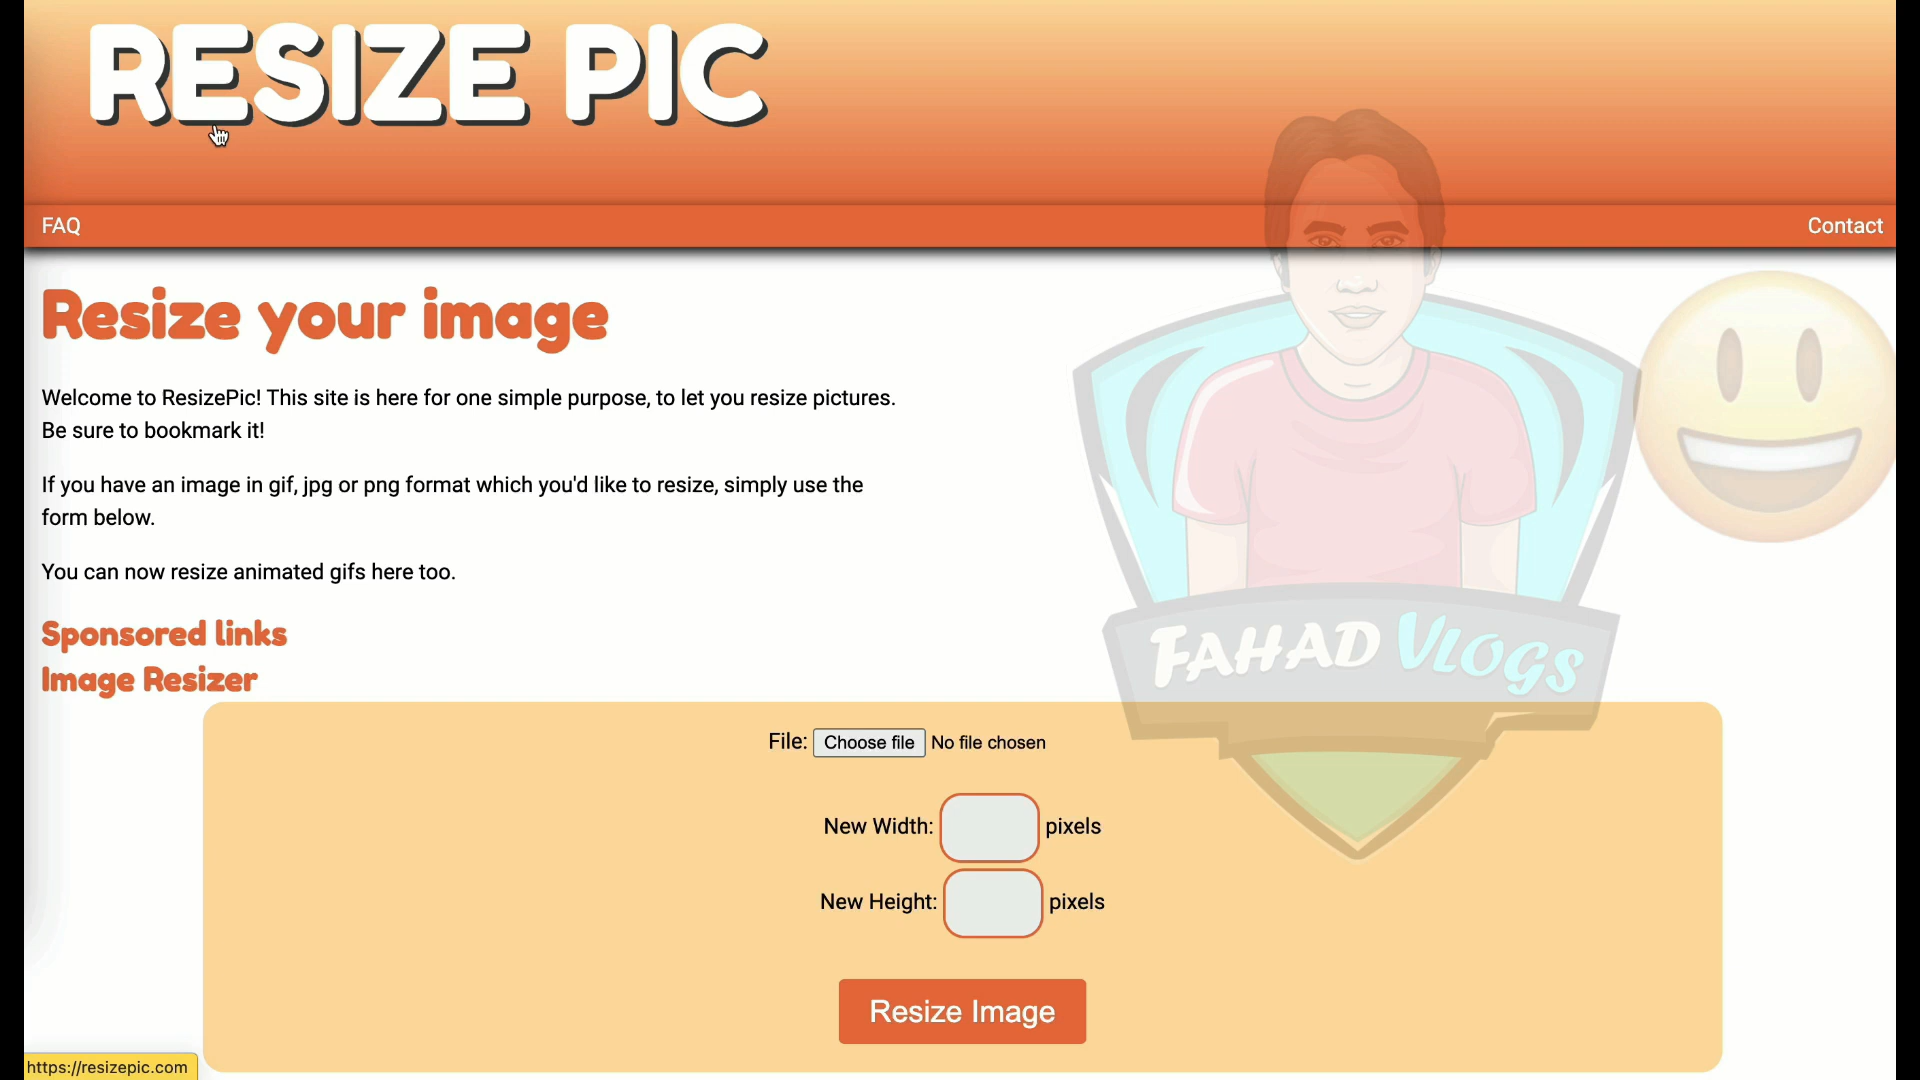 RESIZE PIC
FAQ
Contact
Resize your image
Welcome to ResizePic! This site is here for one simple purpose, to let you resize pictures.
Be sure to bookmark it!
If you have an image in gif, jpg or png format which you'd like to resize, simply use the
form below.
You can now resize animated gifs here too.
FAHAD VLOGS
Sponsored links
Image Resizer
File: Choose file No file chosen
New Width: pixels
New Height: pixels
Resize Image
https://resizepic.com